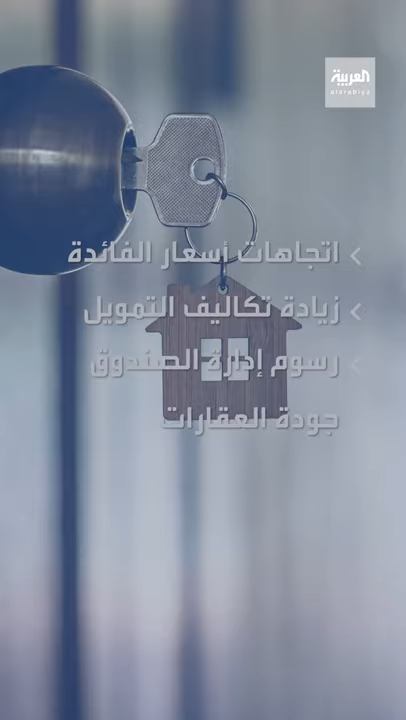 العربية
alarabiya
اتجاهات أسعار الفائدة
زيادة تكاليف التمويل
رسوم إدارة الصندوق
جودة العقارات